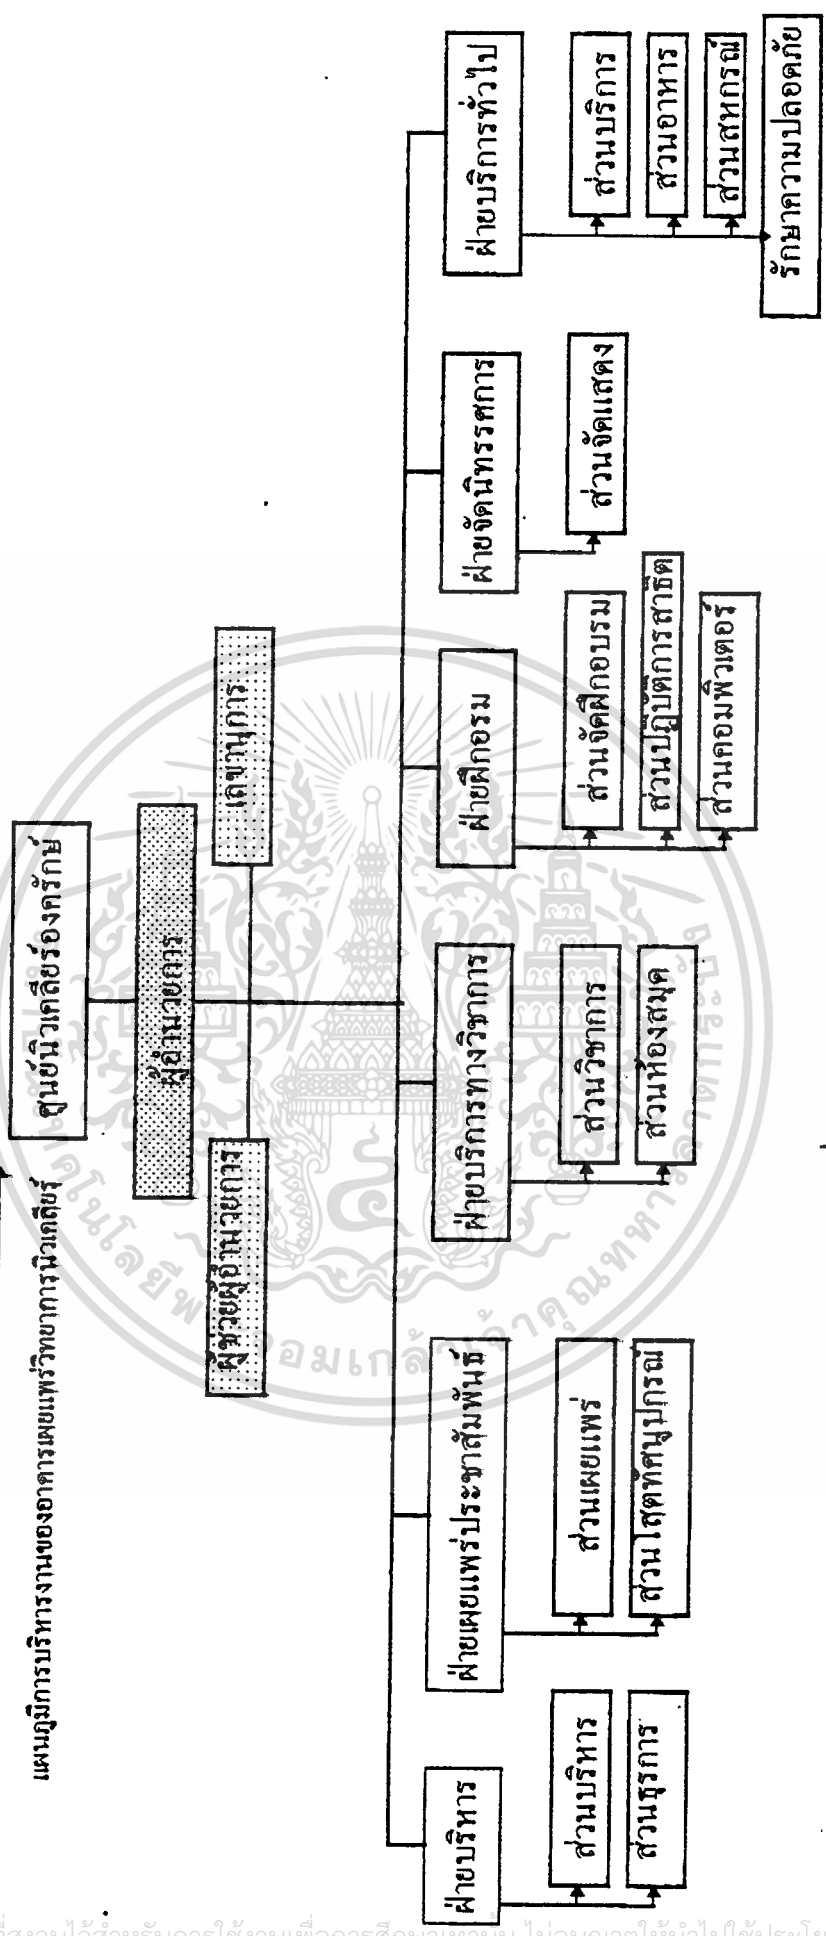 แผนภูมิการบริหารงานของอาคารเผยแพร่วิทยาการนิวเคลียร์
ศูนย์นิวเคลียร์องครักษ์
ผู้อำนวยการ
ผู้ช่วยผู้อำนวยการ
เลขานุการ
ฝ่ายบริหาร
ส่วนบริหาร
ส่วนธุรการ
ฝ่ายเผยแพร่ประชาสัมพันธ์
ส่วนเผยแพร่
ส่วนโสตทัศนูปกรณ์
ฝ่ายบริการทางวิชาการ
ส่วนวิชาการ
ส่วนห้องสมุด
ฝ่ายฝึกอรม
ส่วนจัดฝึกอบรม
ส่วนปฏิบัติการสาธิต
ส่วนคอมพิวเตอร์
ฝ่ายจัดนิทรรศการ
ส่วนจัดแสดง
ฝ่ายบริการทั่วไป
ส่วนบริการ
ส่วนอาหาร
ส่วนสหกรณ์
รักษาความปลอดภัย